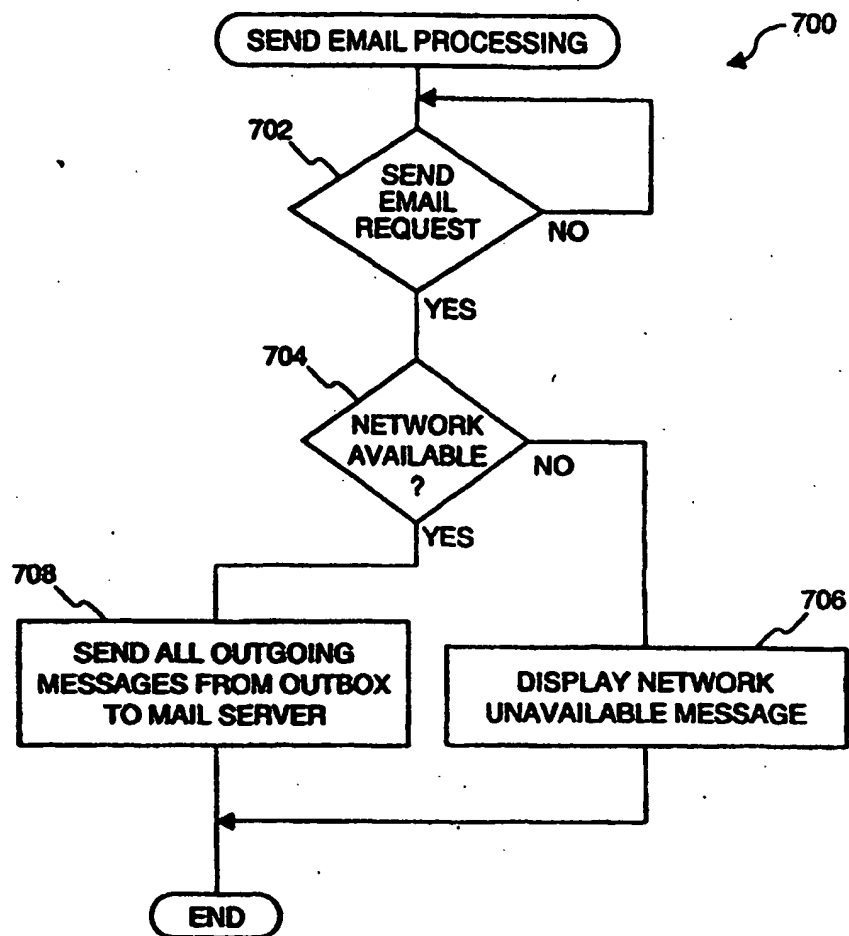 SEND EMAIL PROCESSING
700
702
SEND
EMAIL
REQUEST
NO
YES
704
NETWORK
AVAILABLE
?
NO
YES
708
SEND ALL OUTGOING
MESSAGES FROM OUTBOX
TO MAIL SERVER
706
DISPLAY NETWORK
UNAVAILABLE MESSAGE
END